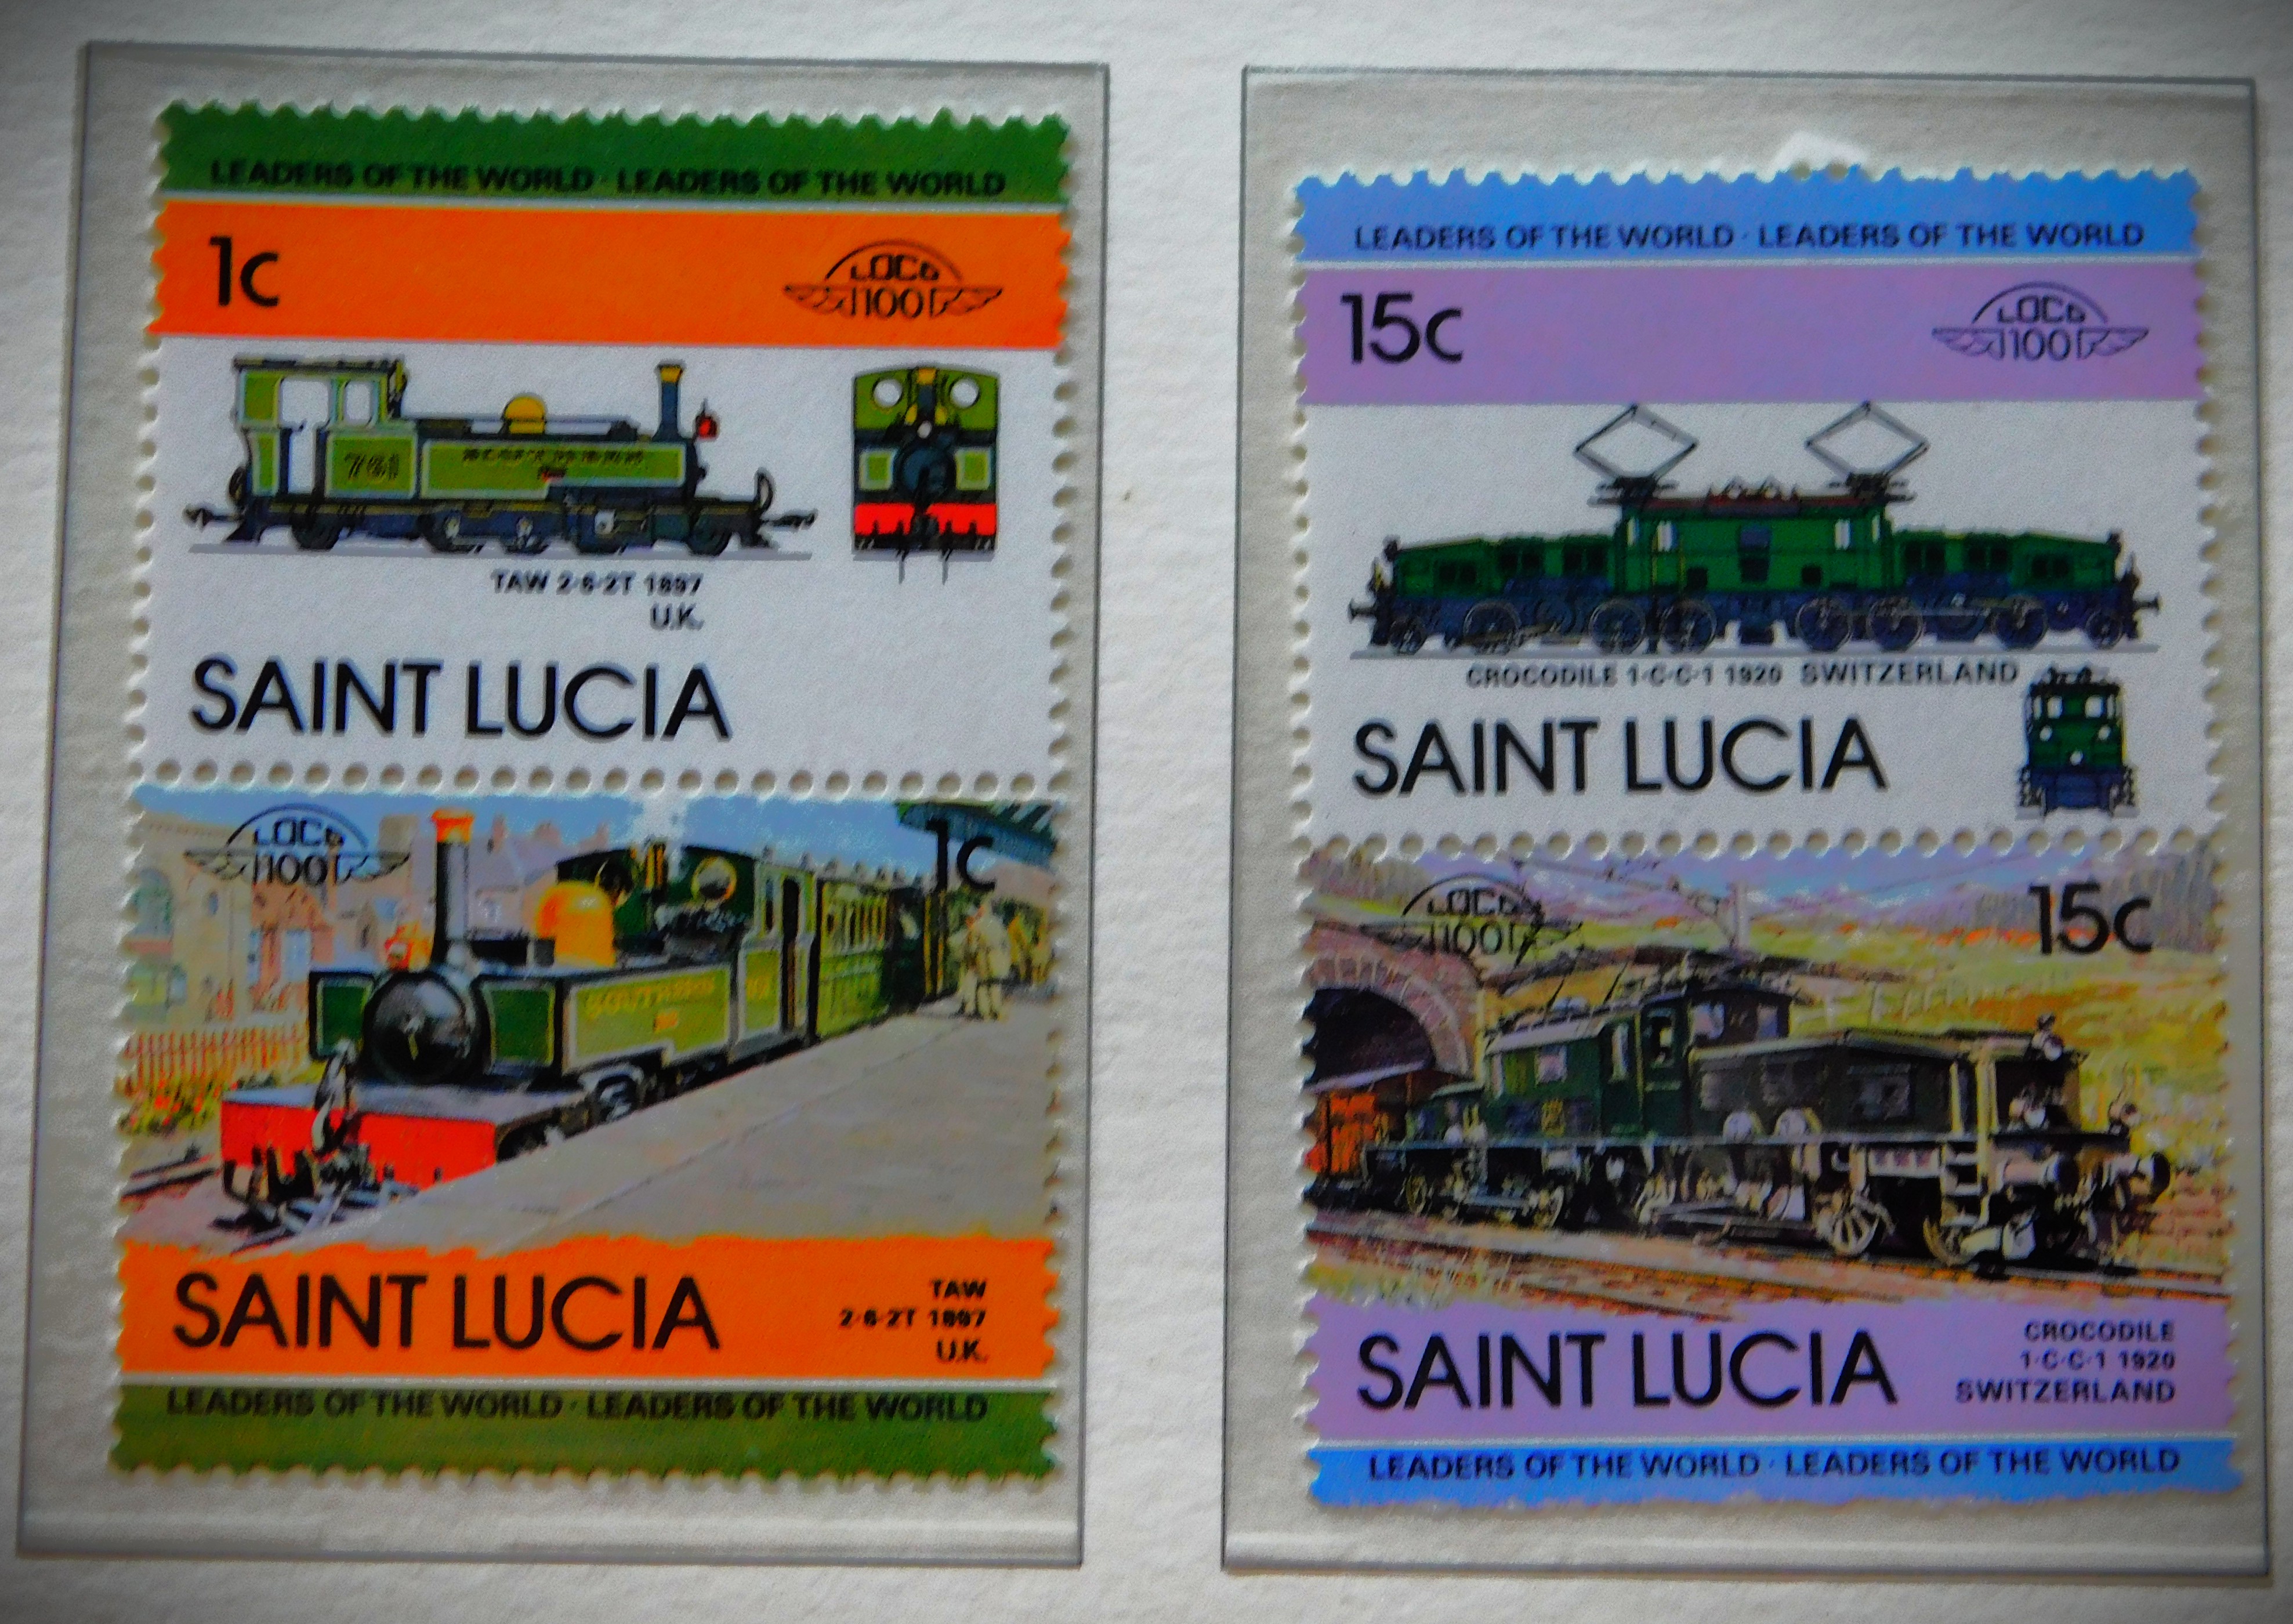 LEADERS OF THE WORLD · LEADERS OF THE WORLD
1c
LOCO
100
TAW 2·6·2T 1897
U.K.
SAINT LUCIA
LOCO
100
1c
SOUTHERN
SAINT LUCIA
TAW
2·6·2T 1897
U.K.
LEADERS OF THE WORLD · LEADERS OF THE WORLD
LEADERS OF THE WORLD · LEADERS OF THE WORLD
15c
LOCO
100
CROCODILE 1·C·C·1 1920 SWITZERLAND
SAINT LUCIA
LOCO
100
15c
SAINT LUCIA
CROCODILE
1·C·C·1 1920
SWITZERLAND
LEADERS OF THE WORLD · LEADERS OF THE WORLD